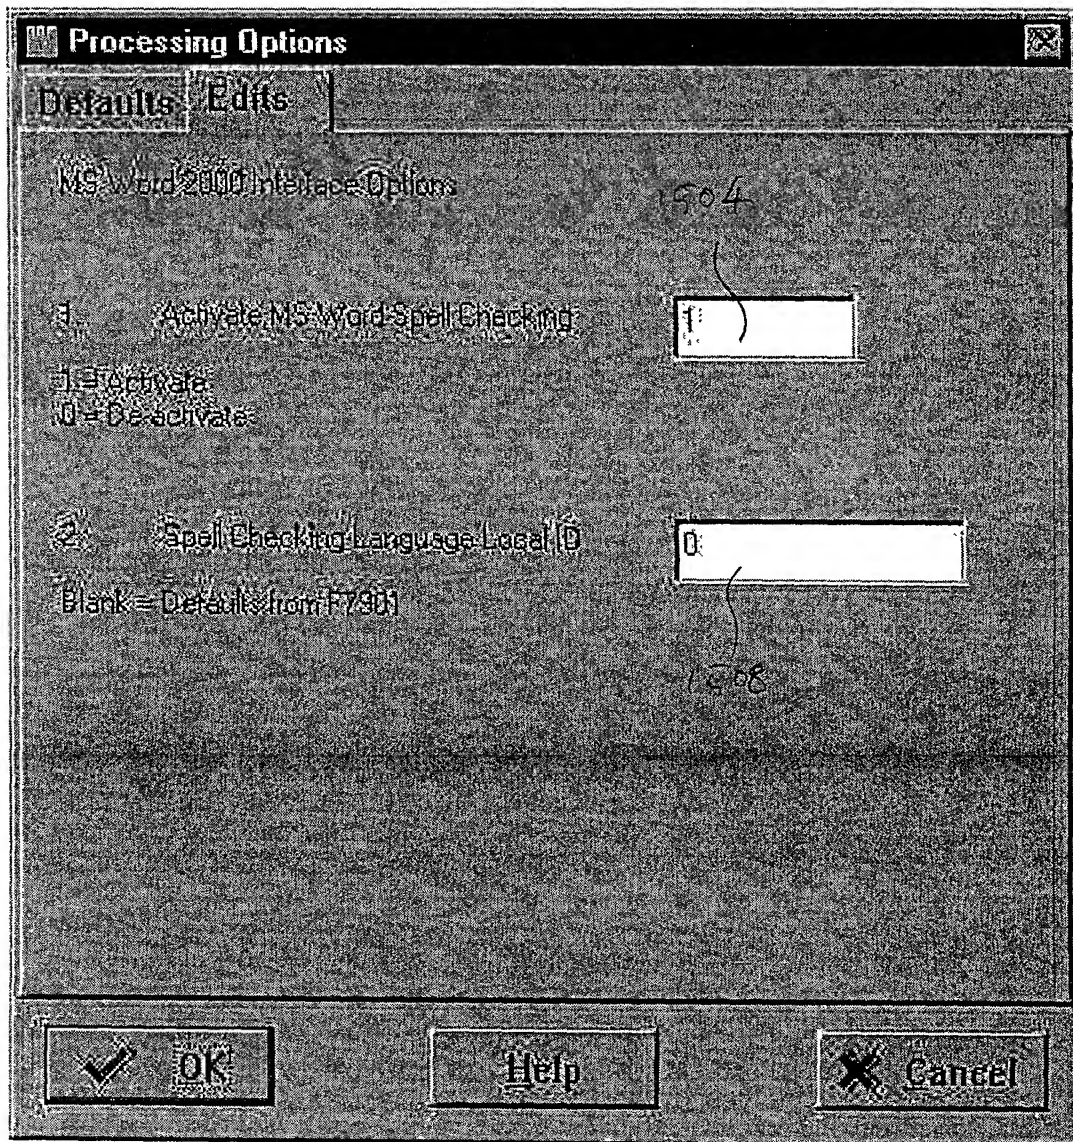 Processing Options
Defaults Edits
MS Word 2000 Interface Options
1504
1. Activate MS Word Spell Checking
1
1 = Activate
0 = De-activate
2. Spell Checking Language Local ID
0
Blank = Defaults from F7901
1508
OK Help Cancel